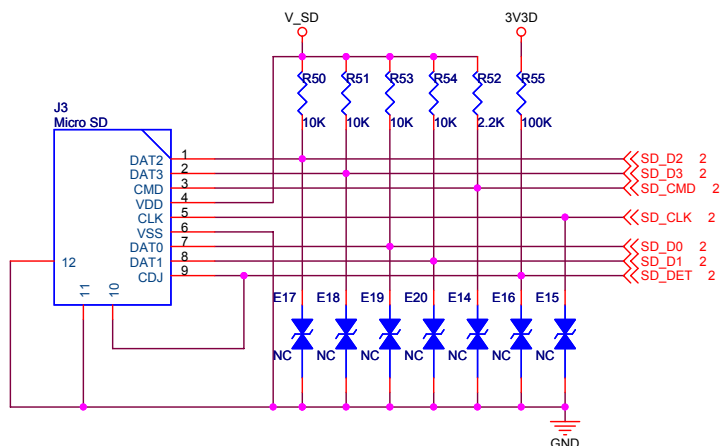 V_SD 3V3D
R50 R51 R53 R54 R52 R55
10K 10K 10K 10K 2.2K 100K
J3
Micro SD
DAT2 1 SD_D2 2
DAT3 2 SD_D3 2
CMD 3 SD_CMD 2
VDD 4
CLK 5 SD_CLK 2
VSS 6
DAT0 7 SD_D0 2
12 DAT1 8 SD_D1 2
CDJ 9 SD_DET 2
11 10
E17 E18 E19 E20 E14 E16 E15
NC NC NC NC NC NC NC
GND